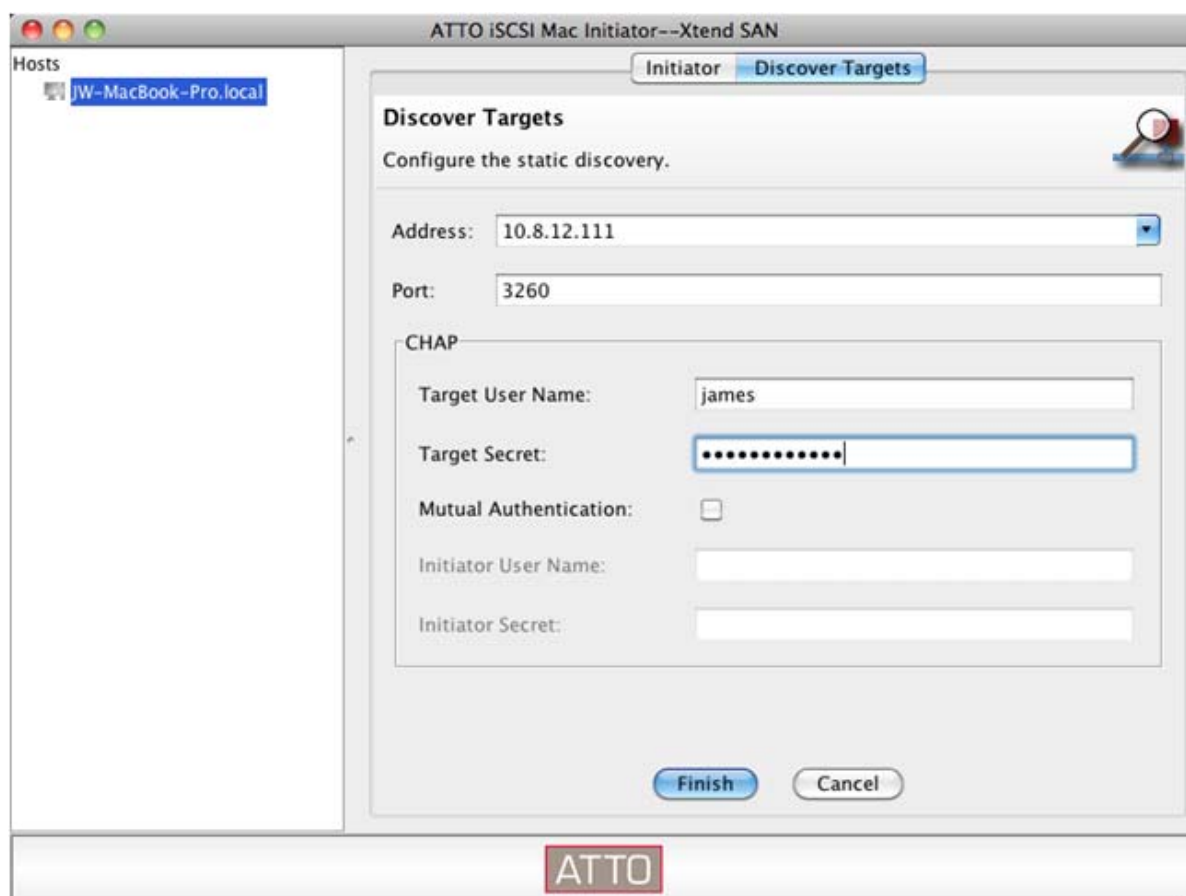 ATTO iSCSI Mac Initiator--Xtend SAN
Hosts
JW-MacBook-Pro.local
Initiator
Discover Targets
Discover Targets
Configure the static discovery.
Address: 10.8.12.111
Port: 3260
CHAP
Target User Name: james
Target Secret: ••••••••••••
Mutual Authentication:
Initiator User Name:
Initiator Secret:
Finish
Cancel
ATTO